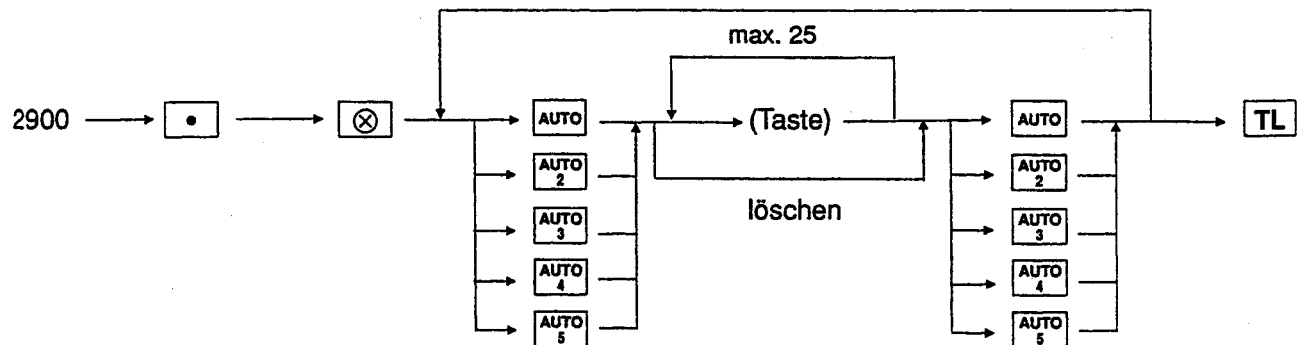 max. 25
2900 • ⊗ AUTO (Taste) AUTO TL
AUTO 2 AUTO 2
löschen
AUTO 3 AUTO 3
AUTO 4 AUTO 4
AUTO 5 AUTO 5